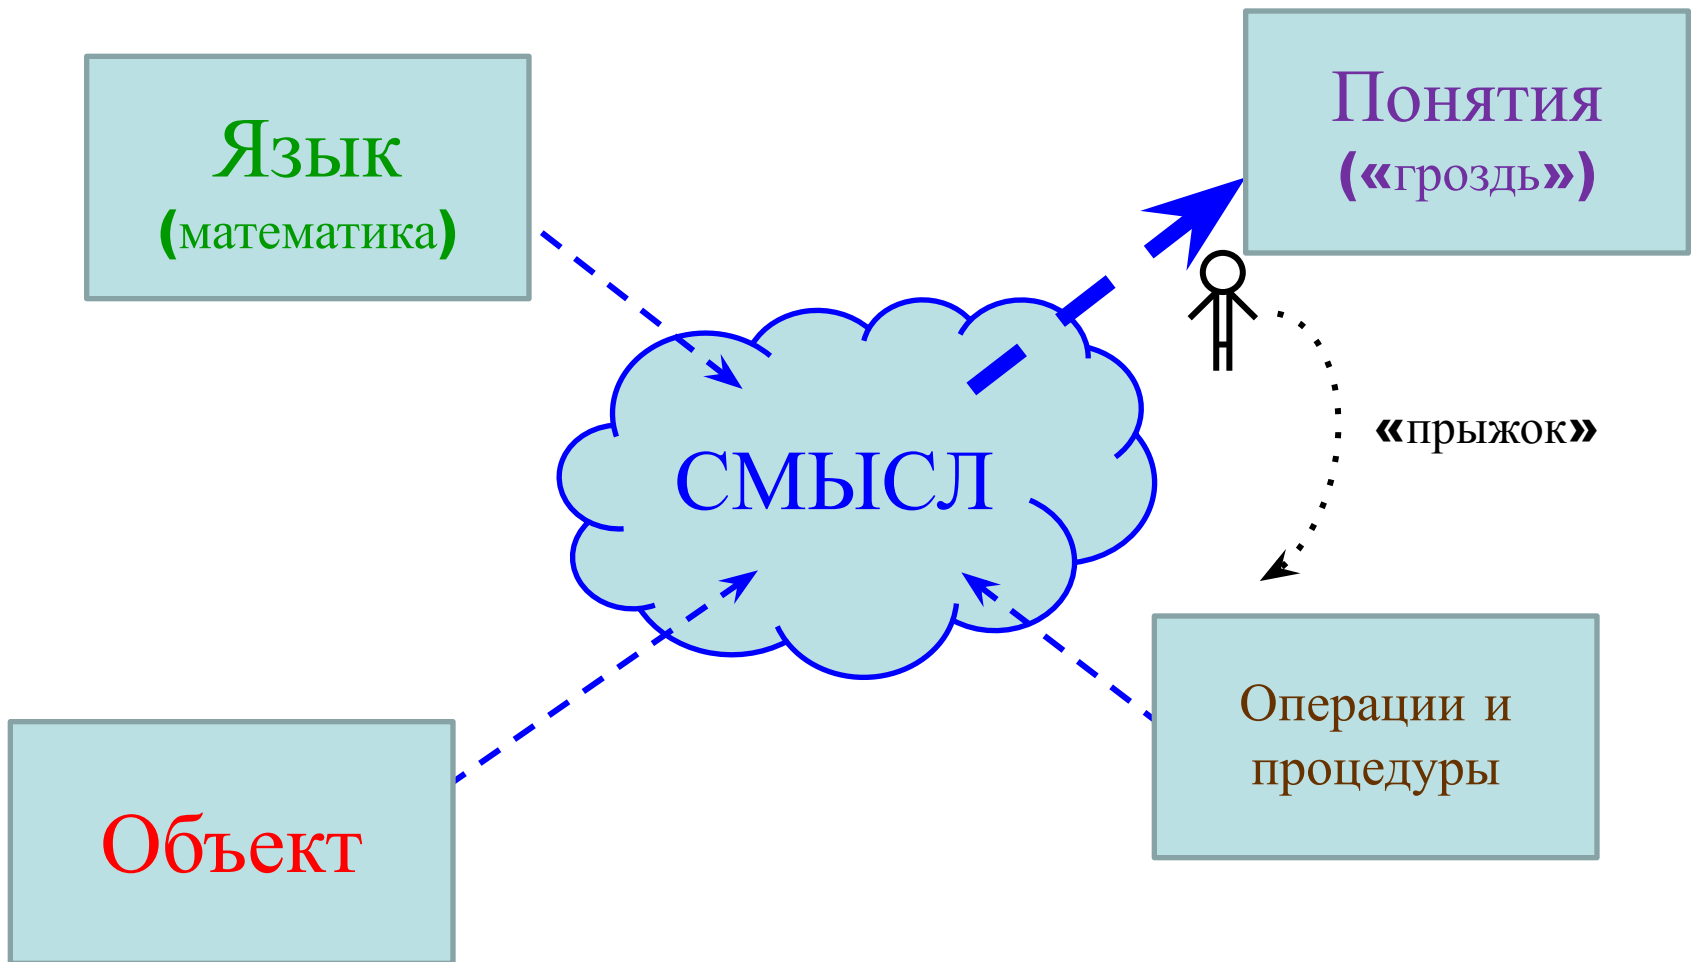 Язык
(математика)
Понятия
(«гроздь»)
СМЫСЛ
«прыжок»
Операции и
процедуры
Объект